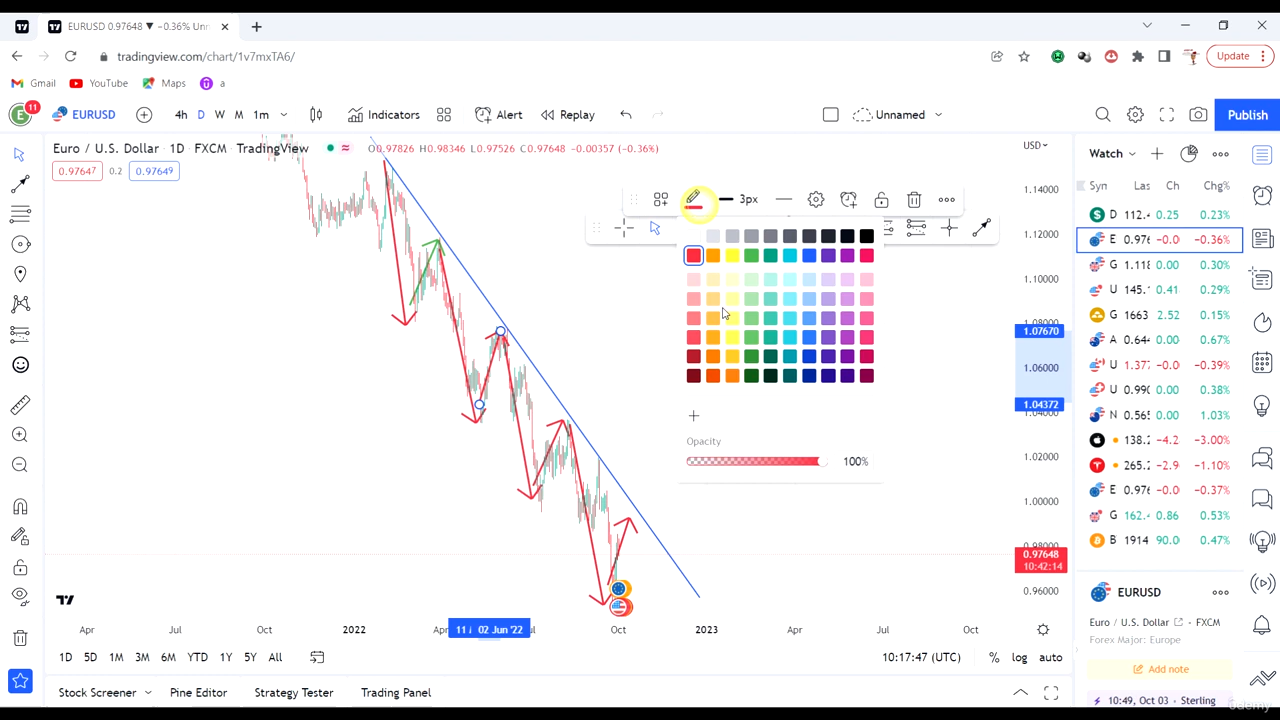 EURUSD 0.97648 ▼ −0.36% Unn
tradingview.com/chart/1v7mxTA6/
Update
Gmail YouTube Maps a
11
EURUSD 4h D W M 1m Indicators Alert Replay Unnamed Publish
Euro / U.S. Dollar · 1D · FXCM · TradingView O0.97826 H0.98346 L0.97526 C0.97648 −0.00357 (−0.36%)
0.97647 0.2 0.97649
3px
Opacity
100%
USD
1.14000
1.12000
1.10000
1.08000
1.07670
1.06000
1.04372
1.04000
1.02000
1.00000
0.98000
0.97648
10:42:14
0.96000
Apr Jul Oct 2022 Apr 02 Jun '22 Oct 2023 Apr Jul Oct
1D 5D 1M 3M 6M YTD 1Y 5Y All
10:17:47 (UTC) % log auto
Stock Screener Pine Editor Strategy Tester Trading Panel
Watch
Syn Las Ch Chg%
D 112.4 0.25 0.23%
E 0.976 −0.0 −0.36%
G 1.118 0.00 0.30%
U 145. 0.41 0.29%
G 1663 2.52 0.15%
A 0.644 0.00 0.67%
U 1.377 −0.0 −0.39%
U 0.990 0.00 0.38%
N 0.565 0.00 1.03%
138.2 −4.2 −3.00%
265.2 −2.9 −1.10%
E 0.976 −0.0 −0.37%
G 162.4 0.86 0.53%
B 1914 90.0 0.47%
EURUSD
Euro / U.S. Dollar · FXCM
Forex Major: Europe
Add note
10:49, Oct 03 · Sterling
udemy